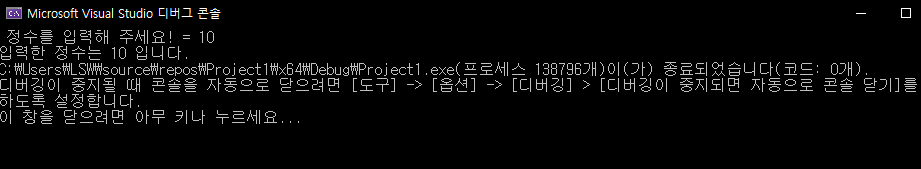 Microsoft Visual Studio 디버그 콘솔
정수를 입력해 주세요! = 10
입력한 정수는 10 입니다.
C:₩Users₩LSW₩source₩repos₩Project1₩x64₩Debug₩Project1.exe(프로세스 138796개)이(가) 종료되었습니다(코드: 0개).
디버깅이 중지될 때 콘솔을 자동으로 닫으려면 [도구] -> [옵션] -> [디버깅] > [디버깅이 중지되면 자동으로 콘솔 닫기]를
하도록 설정합니다.
이 창을 닫으려면 아무 키나 누르세요...